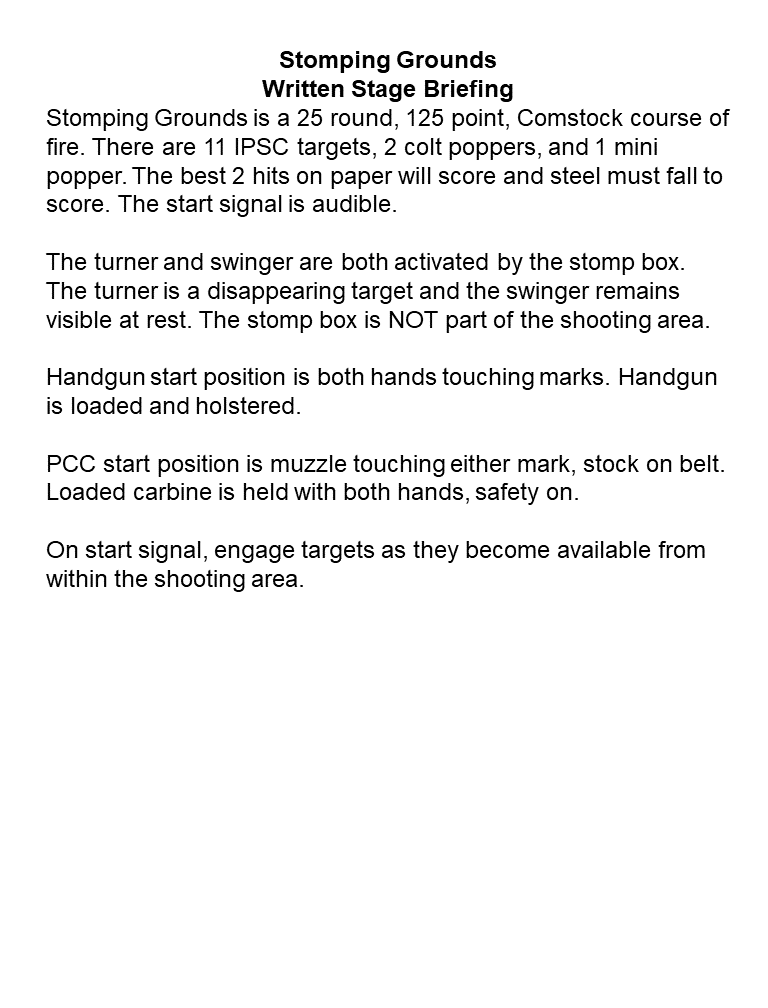 Stomping Grounds
Written Stage Briefing
Stomping Grounds is a 25 round, 125 point, Comstock course of
fire. There are 11 IPSC targets, 2 colt poppers, and 1 mini
popper. The best 2 hits on paper will score and steel must fall to
score. The start signal is audible.
The turner and swinger are both activated by the stomp box.
The turner is a disappearing target and the swinger remains
visible at rest. The stomp box is NOT part of the shooting area.
Handgun start position is both hands touching marks. Handgun
is loaded and holstered.
PCC start position is muzzle touching either mark, stock on belt.
Loaded carbine is held with both hands, safety on.
On start signal, engage targets as they become available from
within the shooting area.